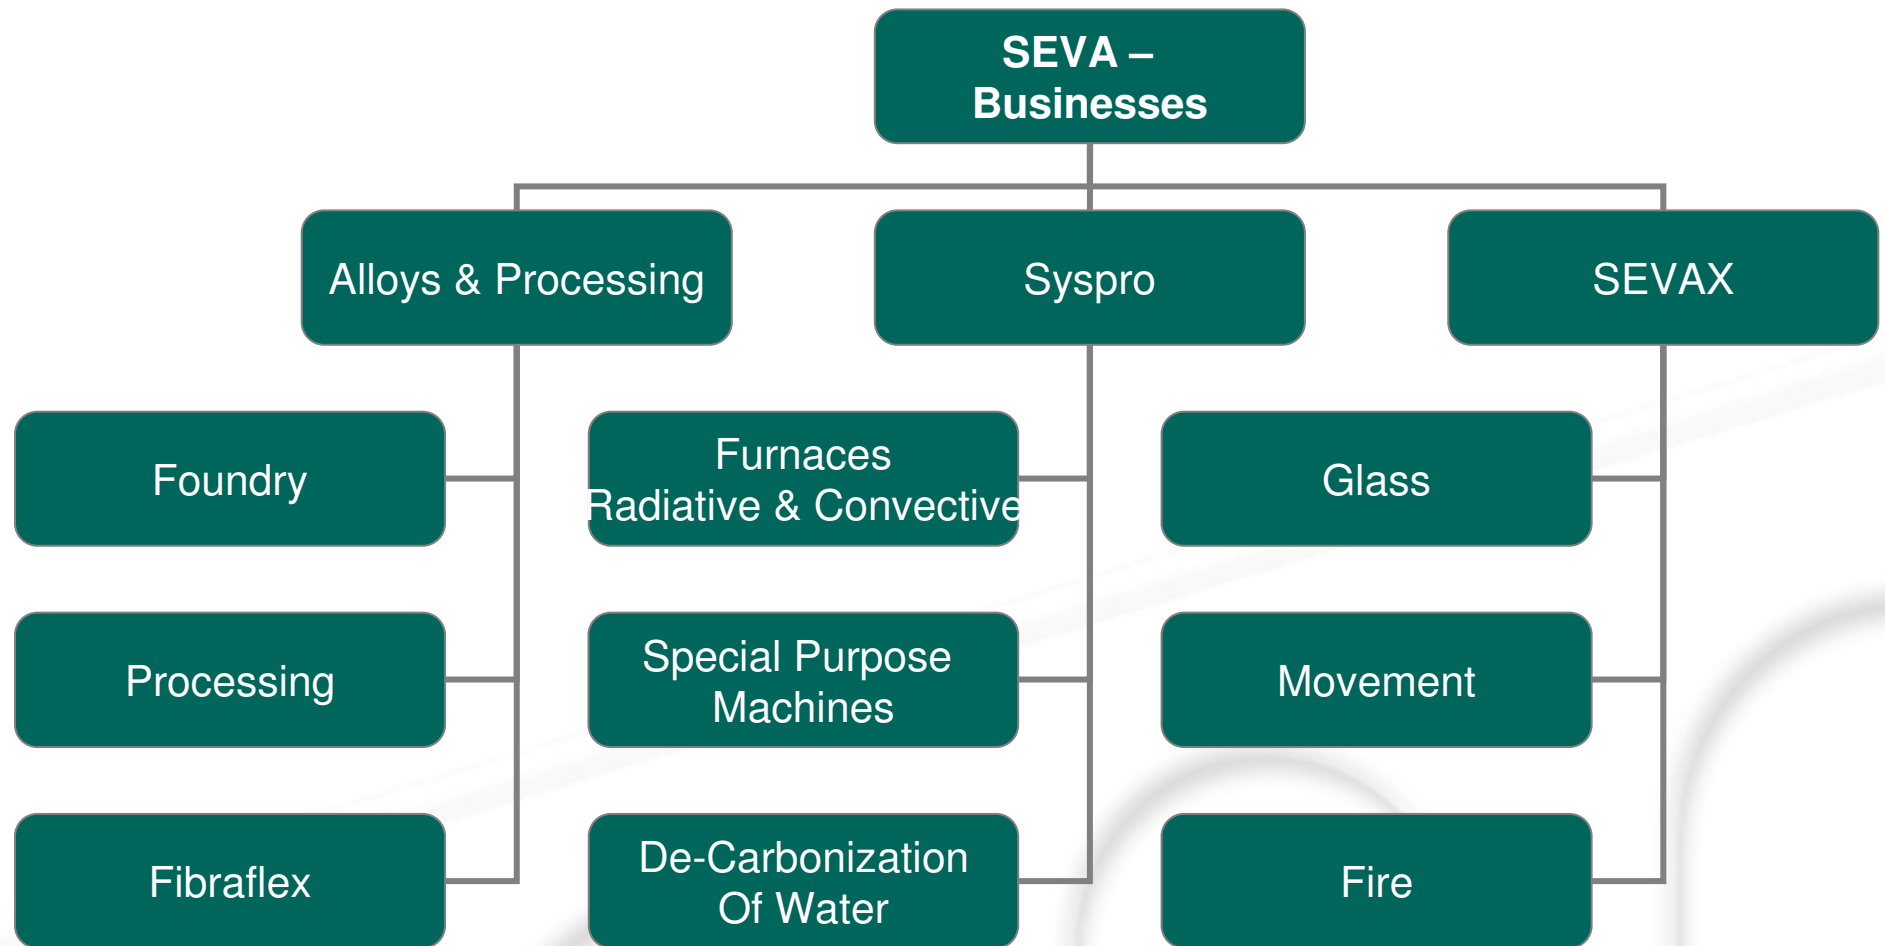 SEVA –
Businesses
Alloys & Processing
Syspro
SEVAX
Foundry
Furnaces
Radiative & Convective
Glass
Processing
Special Purpose
Machines
Movement
Fibraflex
De-Carbonization
Of Water
Fire